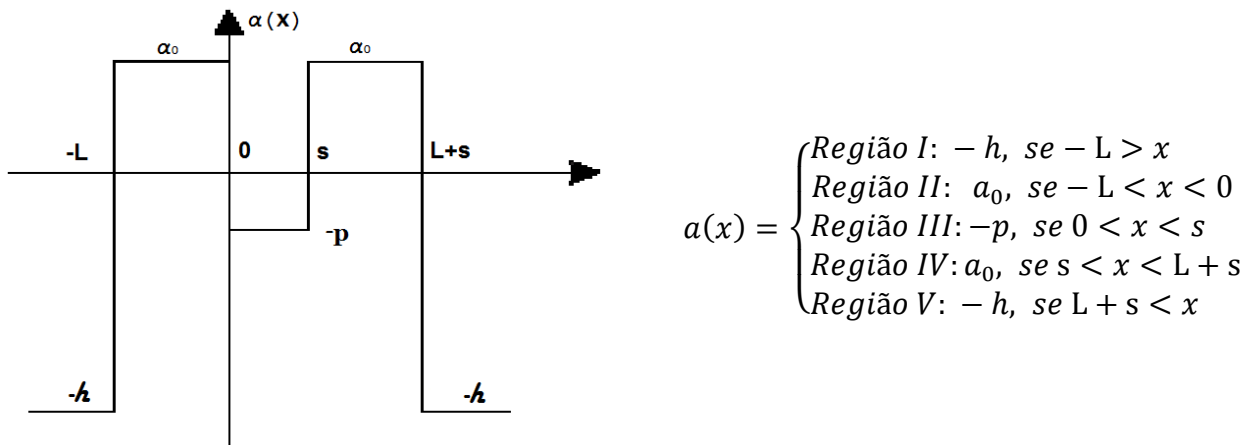 α(x)
α₀ α₀
-L 0 s L+s
-p
-h -h
a(x) =
Região I: − h, se − L > x
Região II: a₀, se − L < x < 0
Região III: −p, se 0 < x < s
Região IV: a₀, se s < x < L + s
Região V: − h, se L + s < x